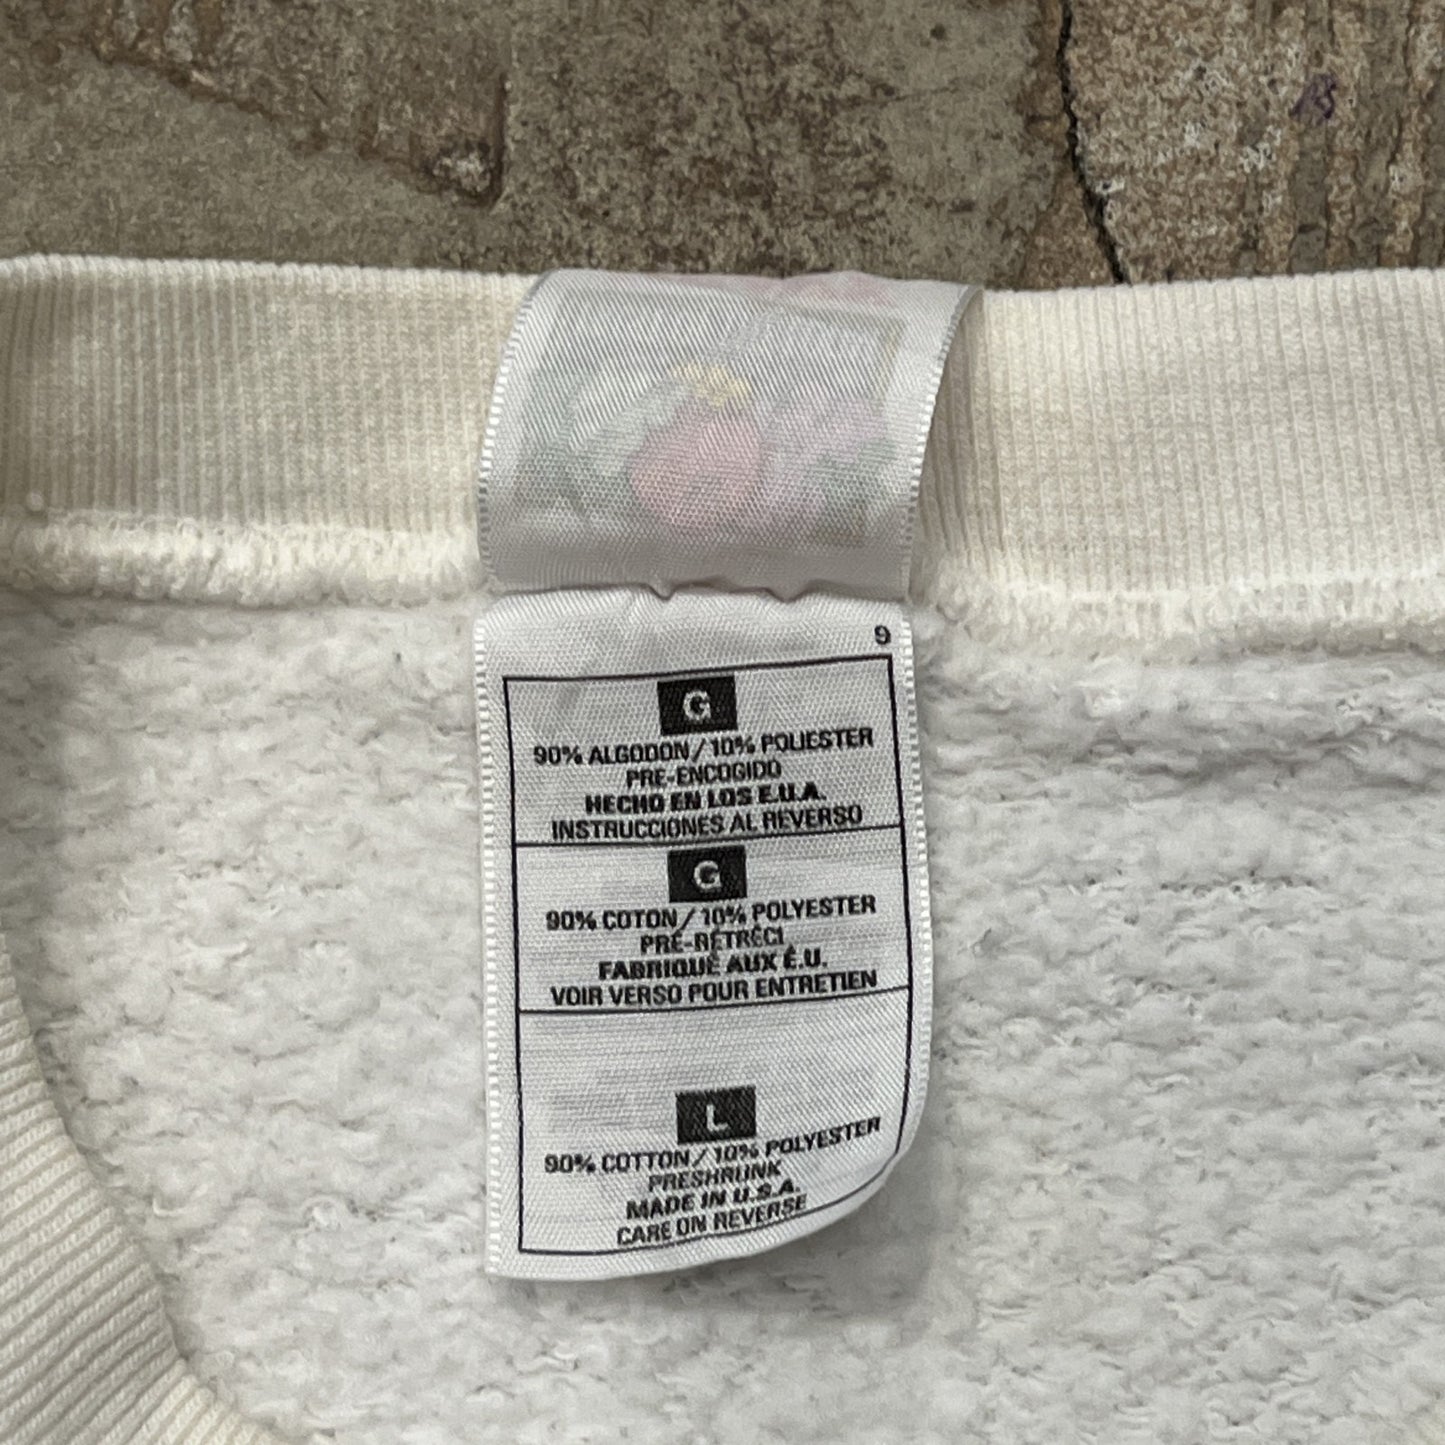 9
G
90% ALGODON / 10% POLIESTER
PRE-ENCOGIDO
HECHO EN LOS E.U.A.
INSTRUCCIONES AL REVERSO
G
90% COTON / 10% POLYESTER
PRÉ-RÉTRÉCI
FABRIQUÉ AUX É.U.
VOIR VERSO POUR ENTRETIEN
L
90% COTTON / 10% POLYESTER
PRESHRUNK
MADE IN U.S.A.
CARE ON REVERSE